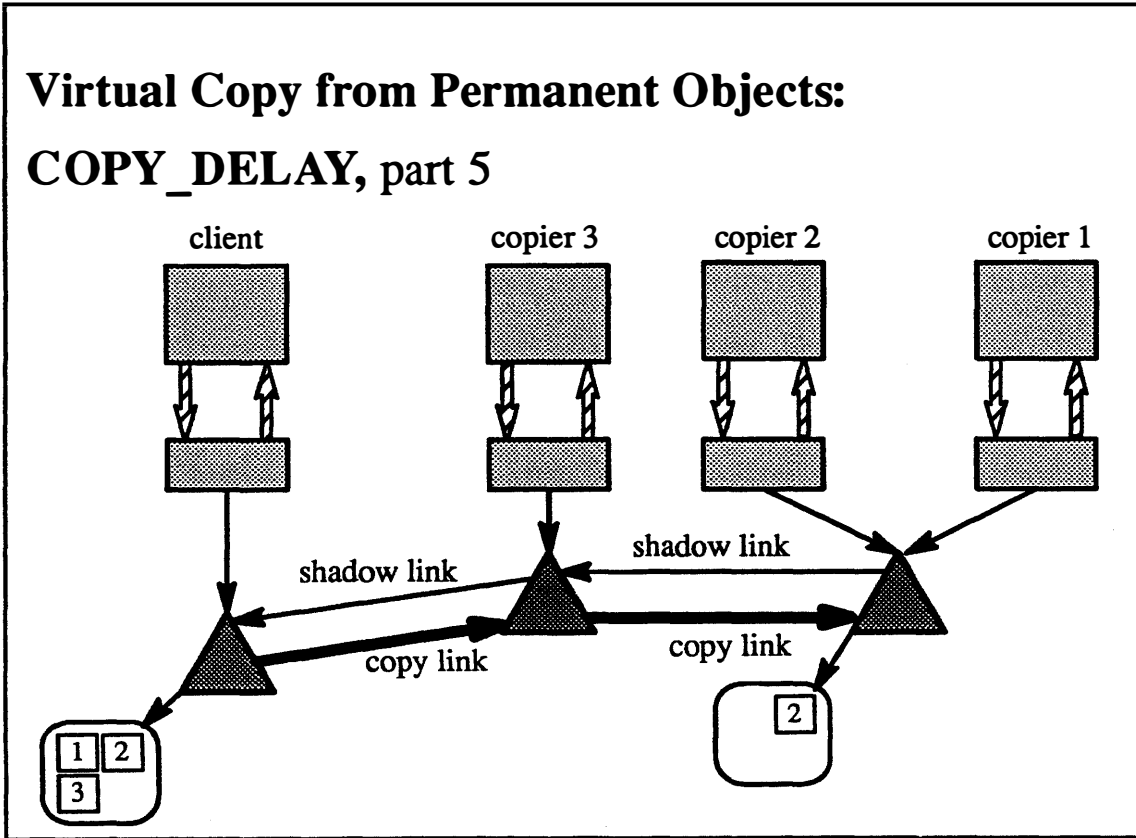 Virtual Copy from Permanent Objects:
COPY_DELAY, part 5
client
copier 3
copier 2
copier 1
shadow link
shadow link
copy link
copy link
2
1 2
3